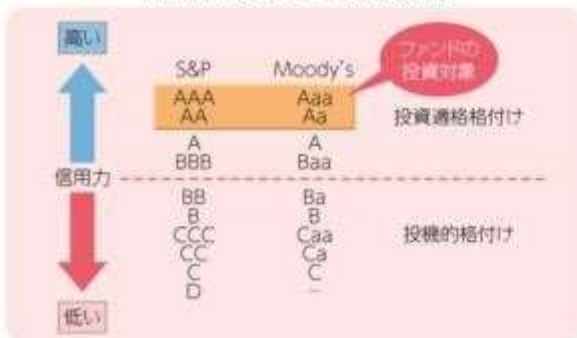 高い
ファンドの
投資対象
S&P Moody's
AAA Aaa
AA Aa
投資適格格付け
A A
BBB Baa
信用力
BB Ba
B B
CCC Caa
投機的格付け
CC Ca
C C
D –
低い